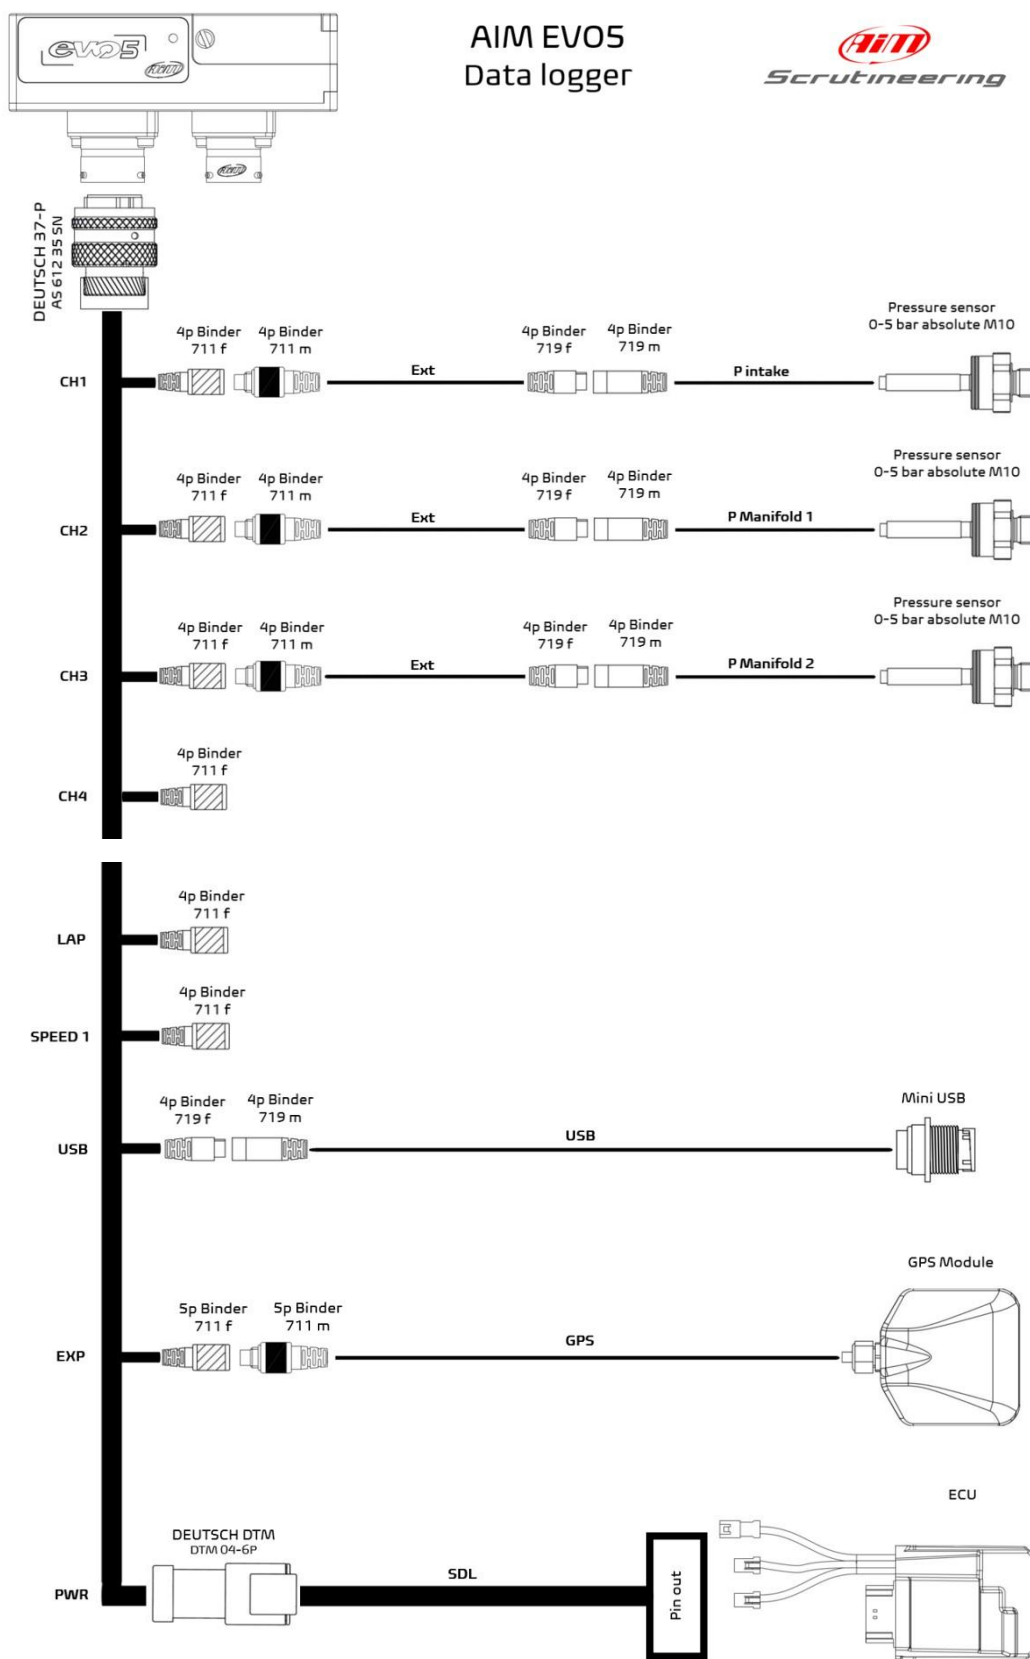 evo5
AiM
AIM EVO5
Data logger
AiM
Scrutineering
AiM
DEUTSCH 37-P
AS 612 35 SN
Pressure sensor
0-5 bar absolute M10
4p Binder
711 f
4p Binder
711 m
4p Binder
719 f
4p Binder
719 m
CH1
Ext
P intake
Pressure sensor
0-5 bar absolute M10
4p Binder
711 f
4p Binder
711 m
4p Binder
719 f
4p Binder
719 m
CH2
Ext
P Manifold 1
Pressure sensor
0-5 bar absolute M10
4p Binder
711 f
4p Binder
711 m
4p Binder
719 f
4p Binder
719 m
CH3
Ext
P Manifold 2
4p Binder
711 f
CH4
4p Binder
711 f
LAP
4p Binder
711 f
SPEED 1
4p Binder
719 f
4p Binder
719 m
Mini USB
USB
USB
GPS Module
5p Binder
711 f
5p Binder
711 m
EXP
GPS
ECU
DEUTSCH DTM
DTM 04-6P
PWR
SDL
Pin out